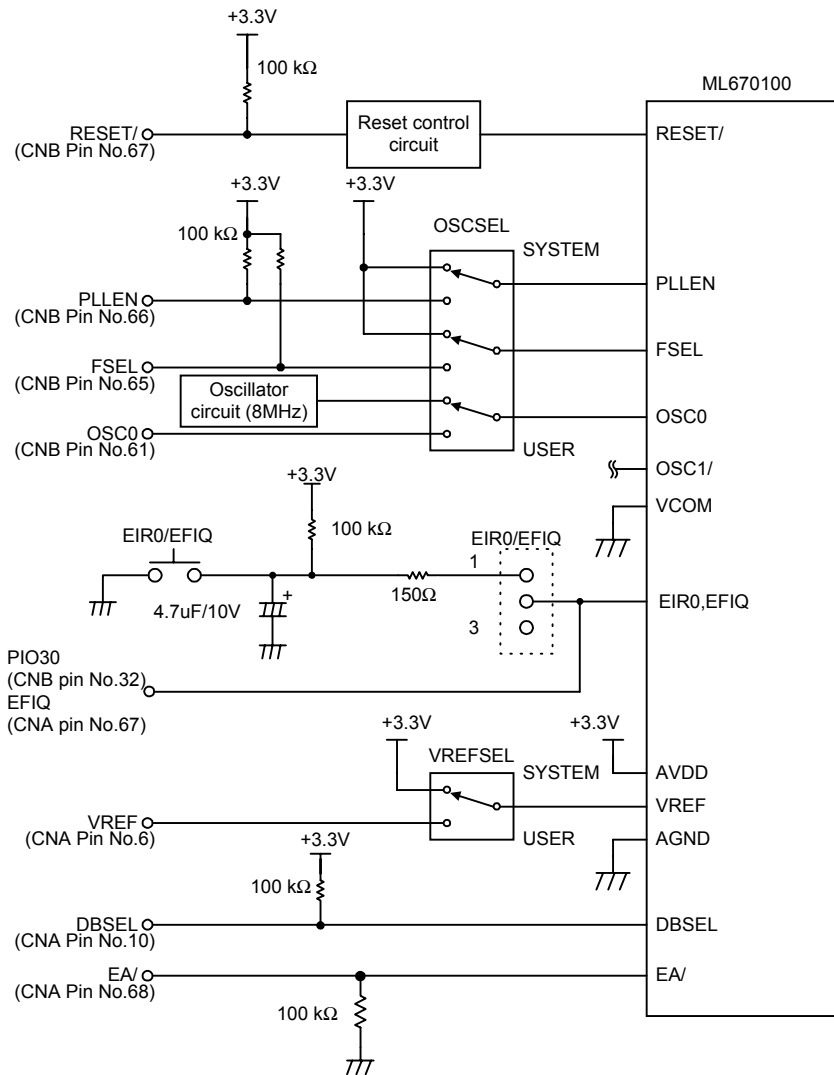 +3.3V
100 kΩ
ML670100
RESET/
(CNB Pin No.67)
Reset control
circuit
RESET/
+3.3V
+3.3V
100 kΩ
OSCSEL
SYSTEM
PLLEN
(CNB Pin No.66)
PLLEN
FSEL
(CNB Pin No.65)
FSEL
Oscillator
circuit (8MHz)
OSC0
(CNB Pin No.61)
OSC0
USER
OSC1/
+3.3V
VCOM
100 kΩ
EIR0/EFIQ
EIR0/EFIQ
1
4.7uF/10V
+
150Ω
EIR0,EFIQ
3
PIO30
(CNB pin No.32)
EFIQ
(CNA pin No.67)
+3.3V
+3.3V
VREFSEL
SYSTEM
AVDD
VREF
(CNA Pin No.6)
VREF
USER
AGND
+3.3V
100 kΩ
DBSEL
(CNA Pin No.10)
DBSEL
EA/
(CNA Pin No.68)
EA/
100 kΩ